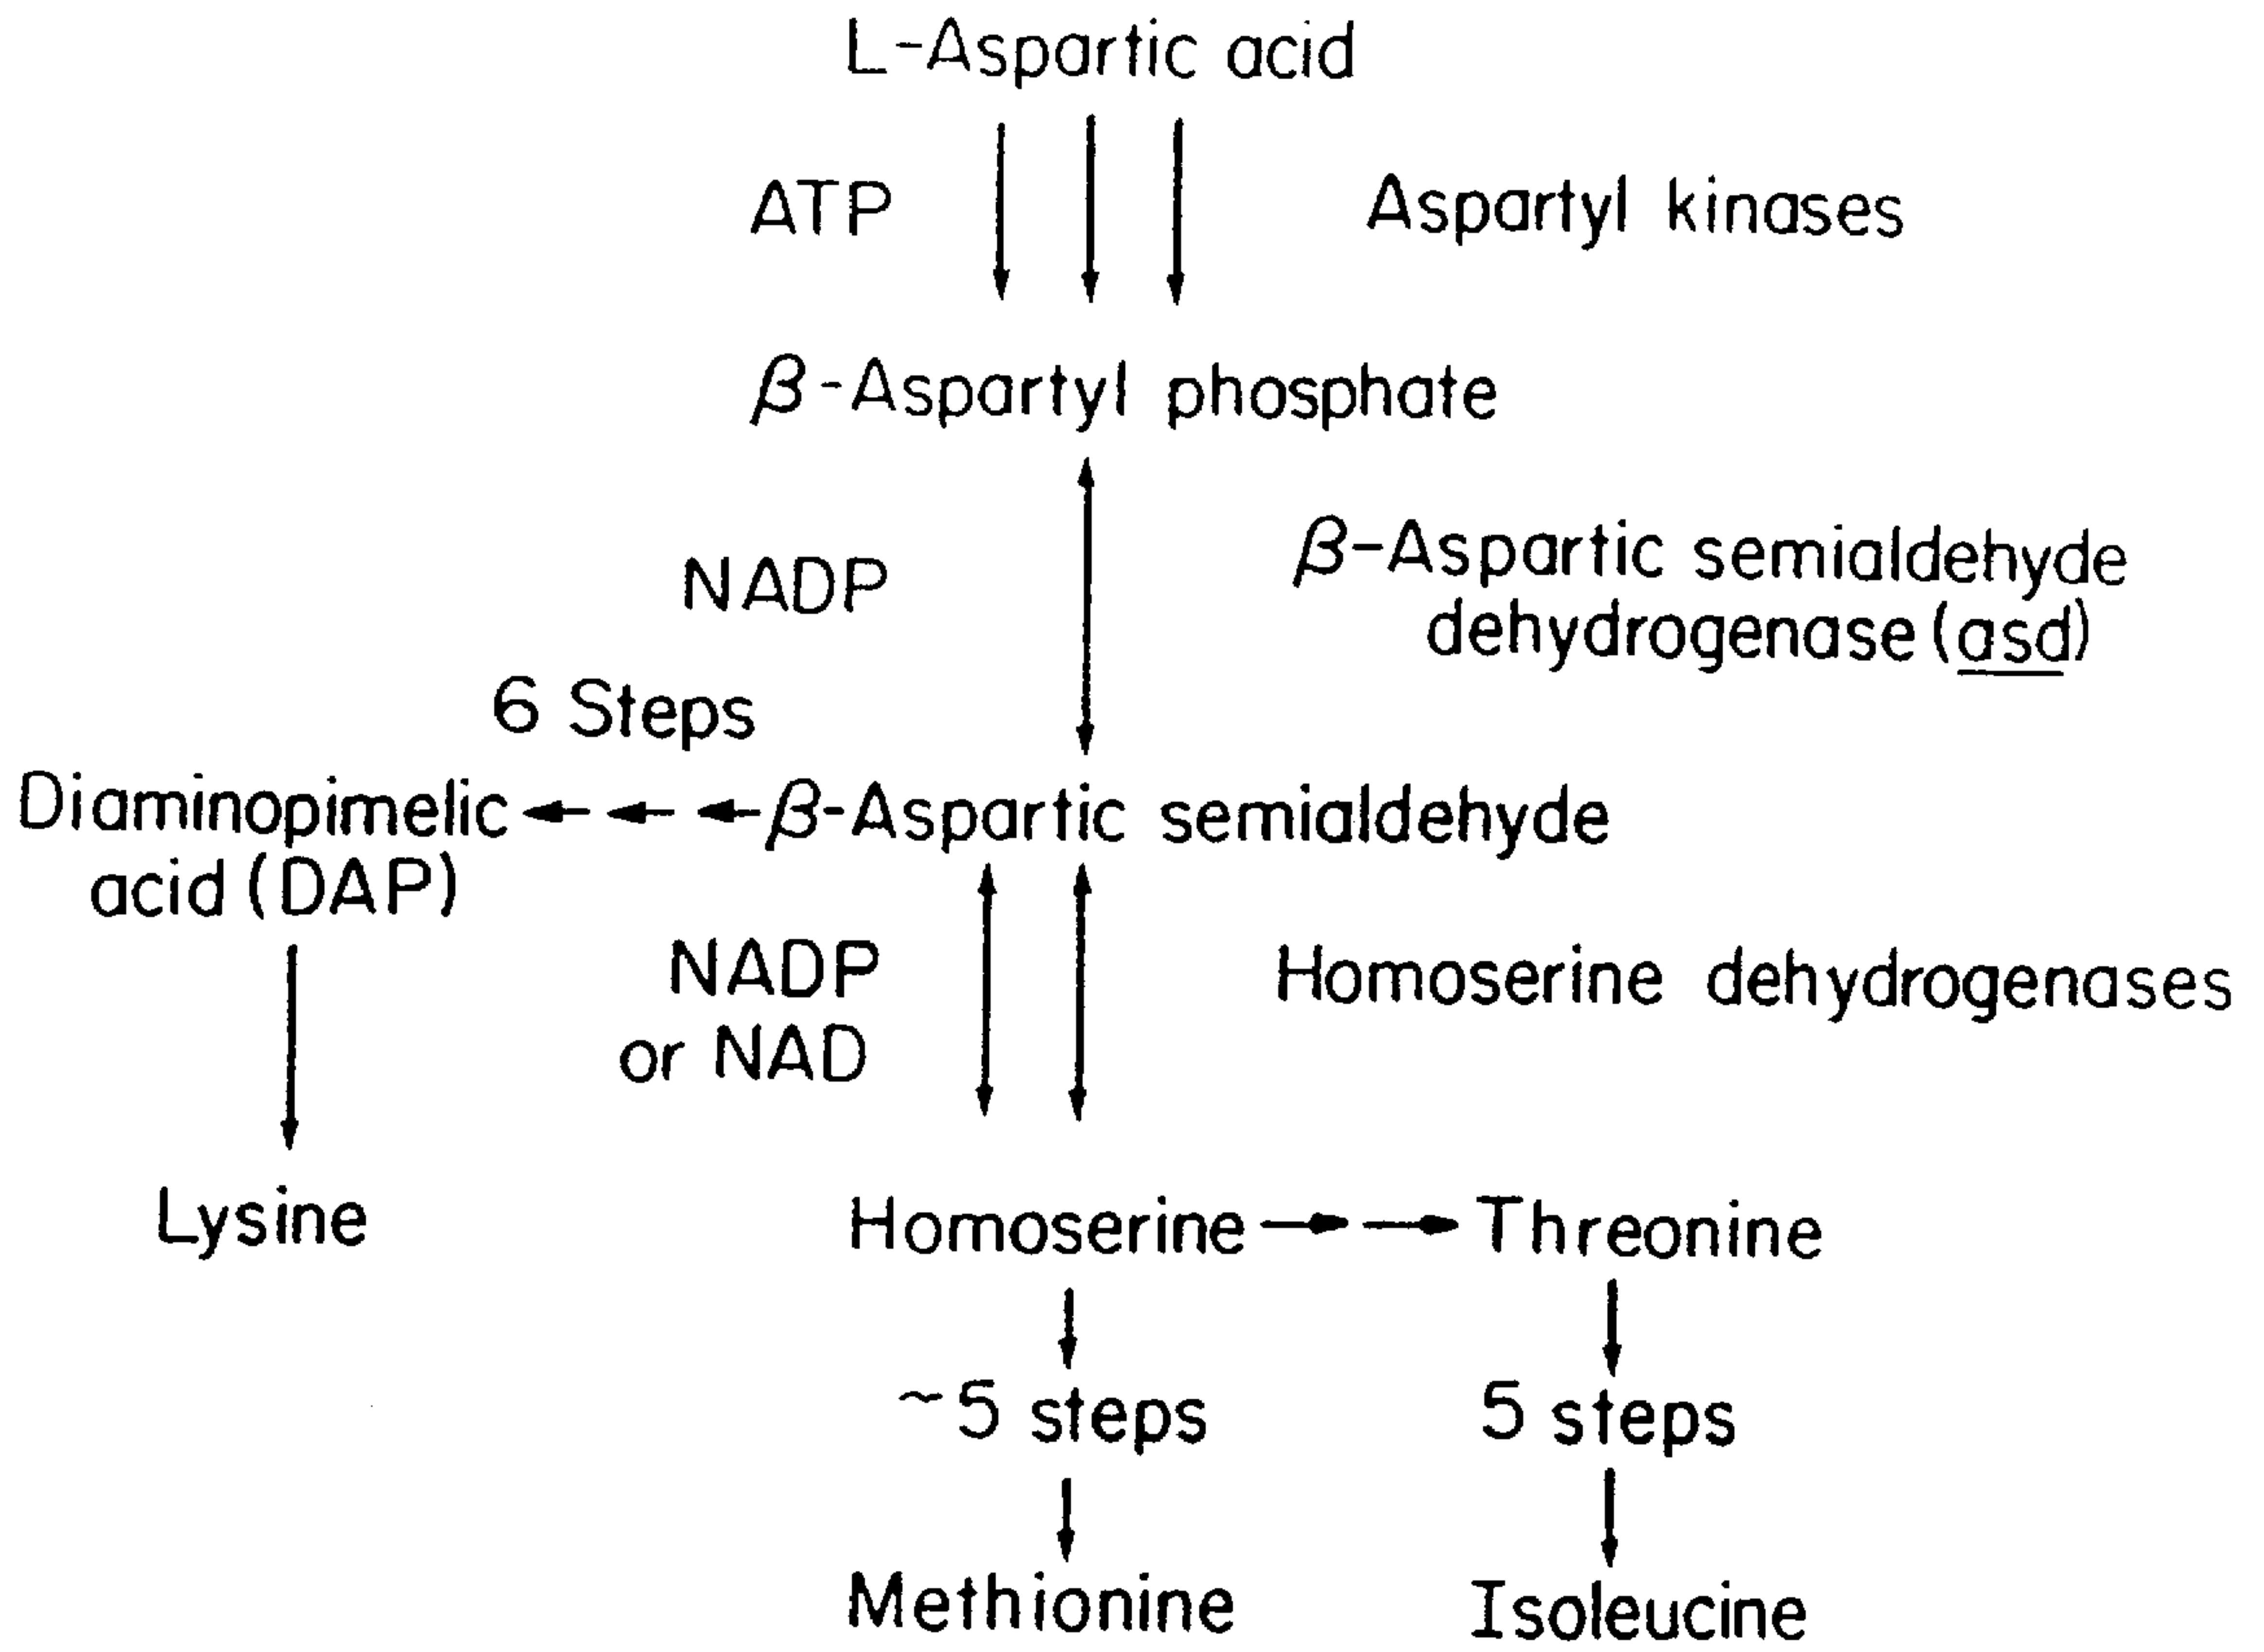 L-Aspartic acid
ATP
Aspartyl kinases
β-Aspartyl phosphate
NADP
β-Aspartic semialdehyde
dehydrogenase (asd)
6 Steps
Diaminopimelic
acid (DAP)
β-Aspartic semialdehyde
NADP
or NAD
Homoserine dehydrogenases
Lysine
Homoserine
Threonine
~5 steps
5 steps
Methionine
Isoleucine